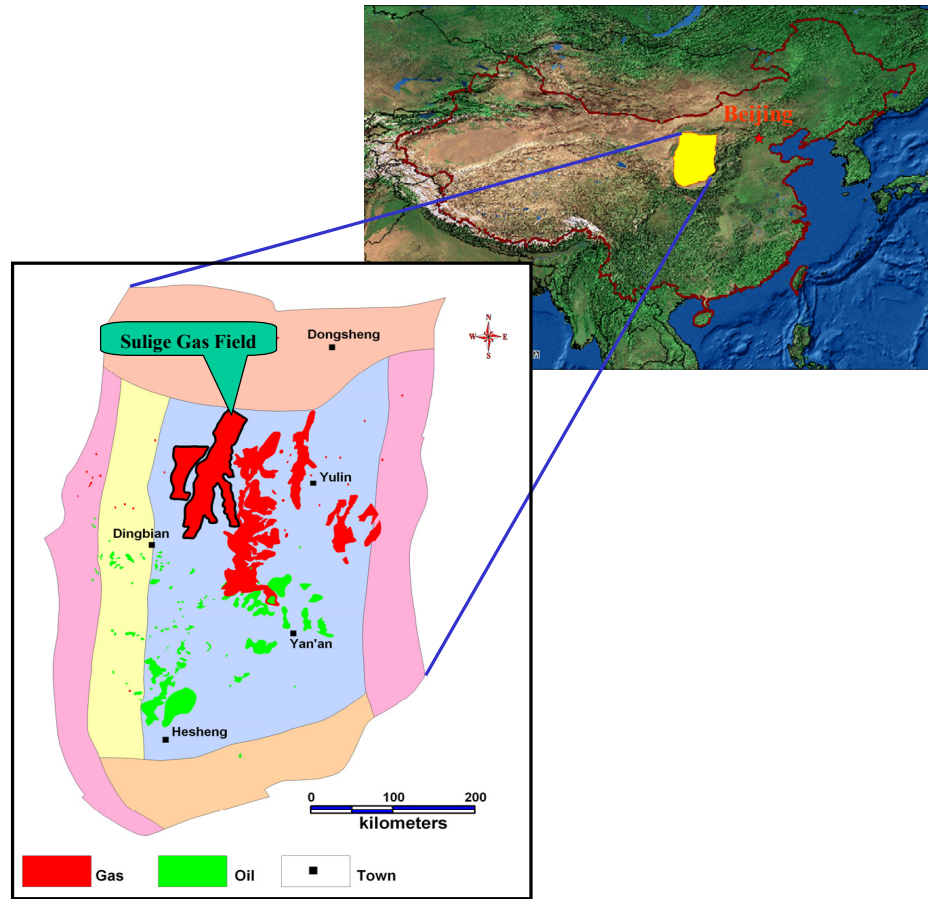 Beijing
Sulige Gas Field
Dongsheng
N
W E
S
Yulin
Dingbian
Yan'an
Hesheng
0 100 200
kilometers
Gas Oil Town